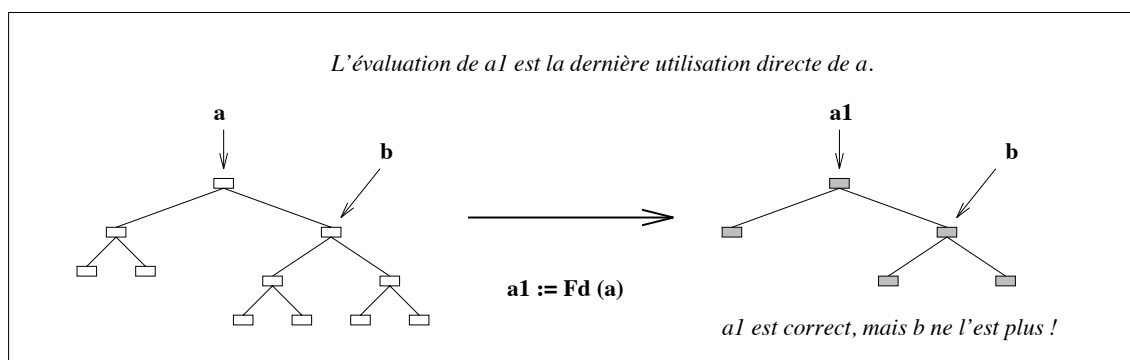 L'évaluation de a1 est la dernière utilisation directe de a.
a
a1
b
b
a1 := Fd (a)
a1 est correct, mais b ne l'est plus !